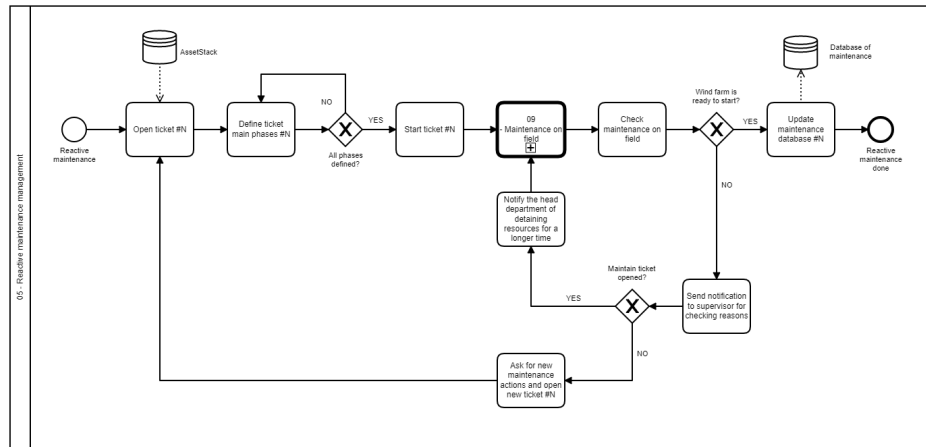 05 - Reactive maintenance management
AssetStack
Database of
maintenance
Reactive
maintenance
Open ticket #N
Define ticket
main phases #N
NO
All phases
defined?
YES
Start ticket #N
09
- Maintenance on
field
Check
maintenance on
field
Wind farm is
ready to start?
YES
NO
Update
maintenance
database #N
Reactive
maintenance
done
Notify the head
department of
detaining
resources for a
longer time
Maintain ticket
opened?
YES
NO
Send notification
to supervisor for
checking reasons
Ask for new
maintenance
actions and open
new ticket #N